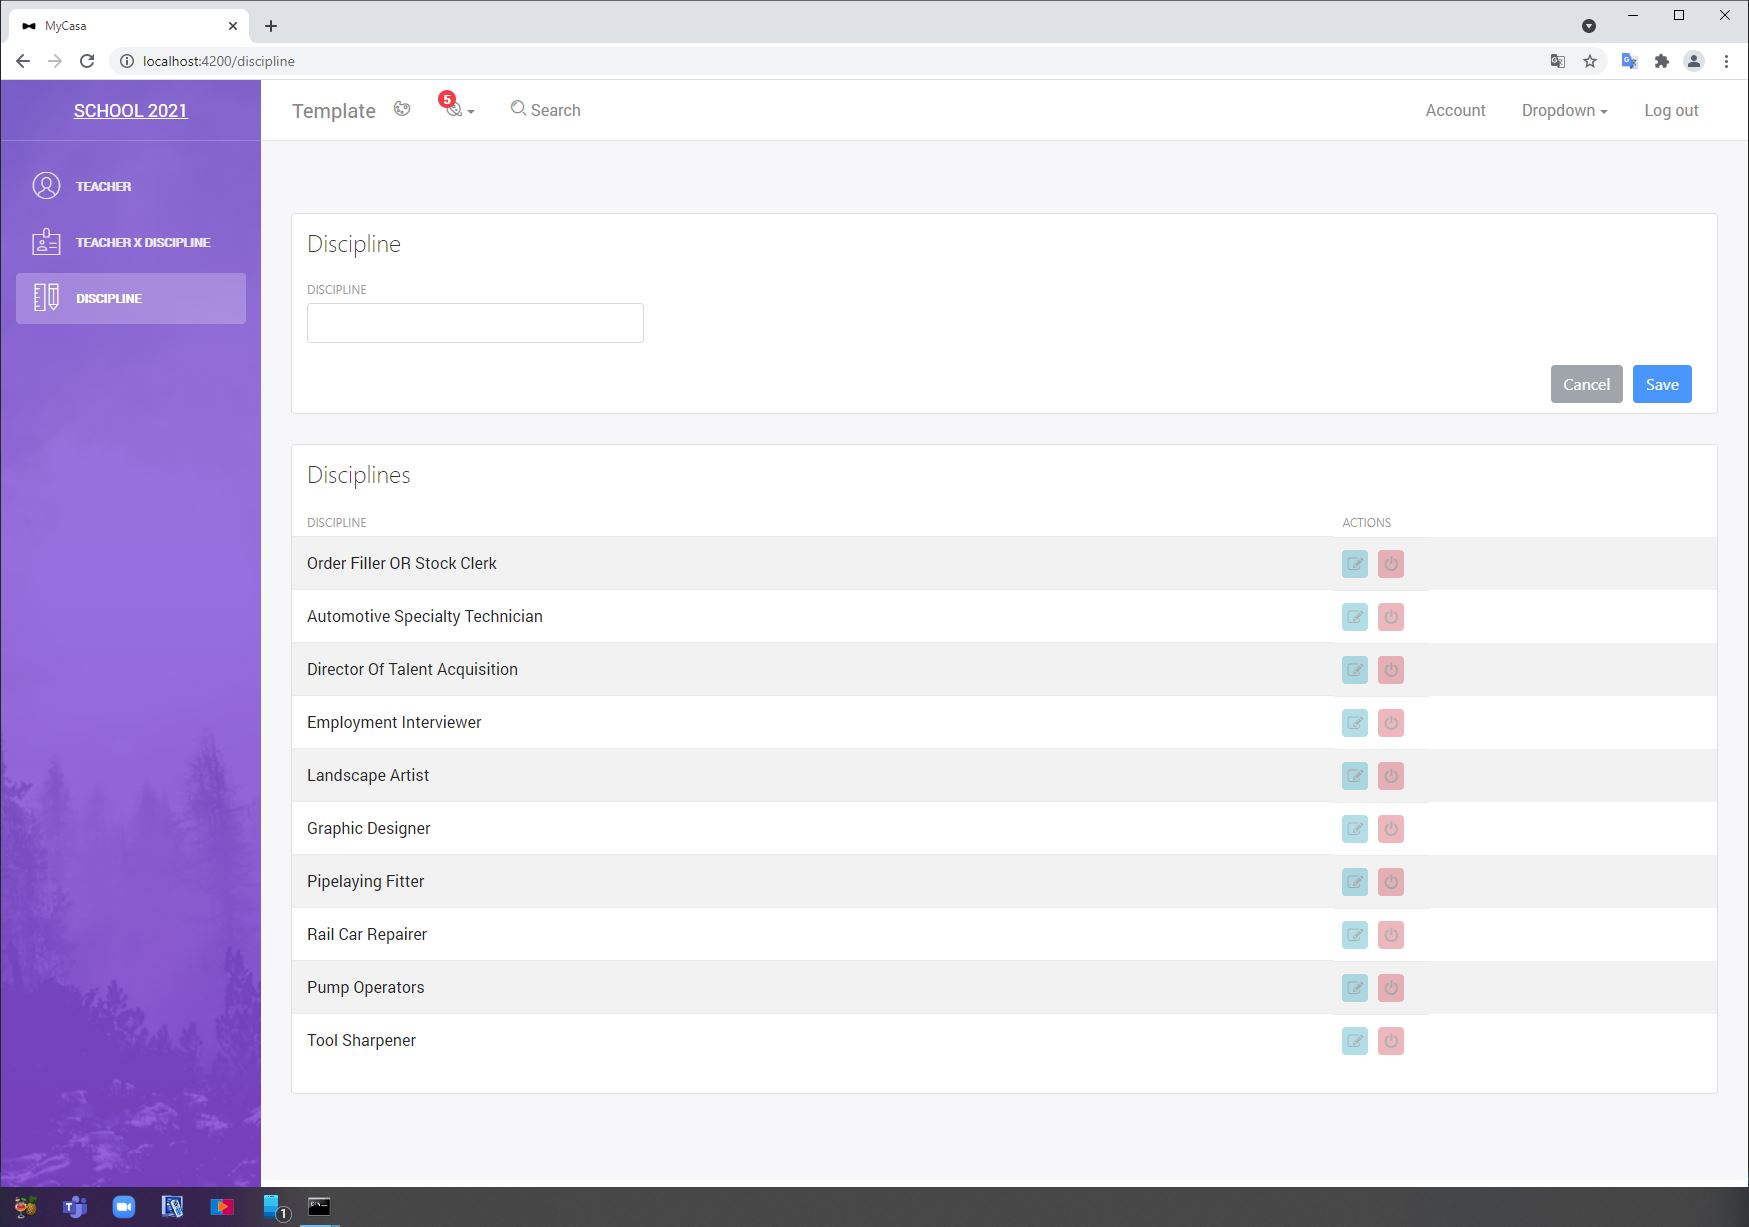 MyCasa
localhost:4200/discipline
SCHOOL 2021
Template
5
Search
Account
Dropdown
Log out
TEACHER
TEACHER X DISCIPLINE
DISCIPLINE
Discipline
DISCIPLINE
Cancel
Save
Disciplines
DISCIPLINE ACTIONS
Order Filler OR Stock Clerk
Automotive Specialty Technician
Director Of Talent Acquisition
Employment Interviewer
Landscape Artist
Graphic Designer
Pipelaying Fitter
Rail Car Repairer
Pump Operators
Tool Sharpener
1